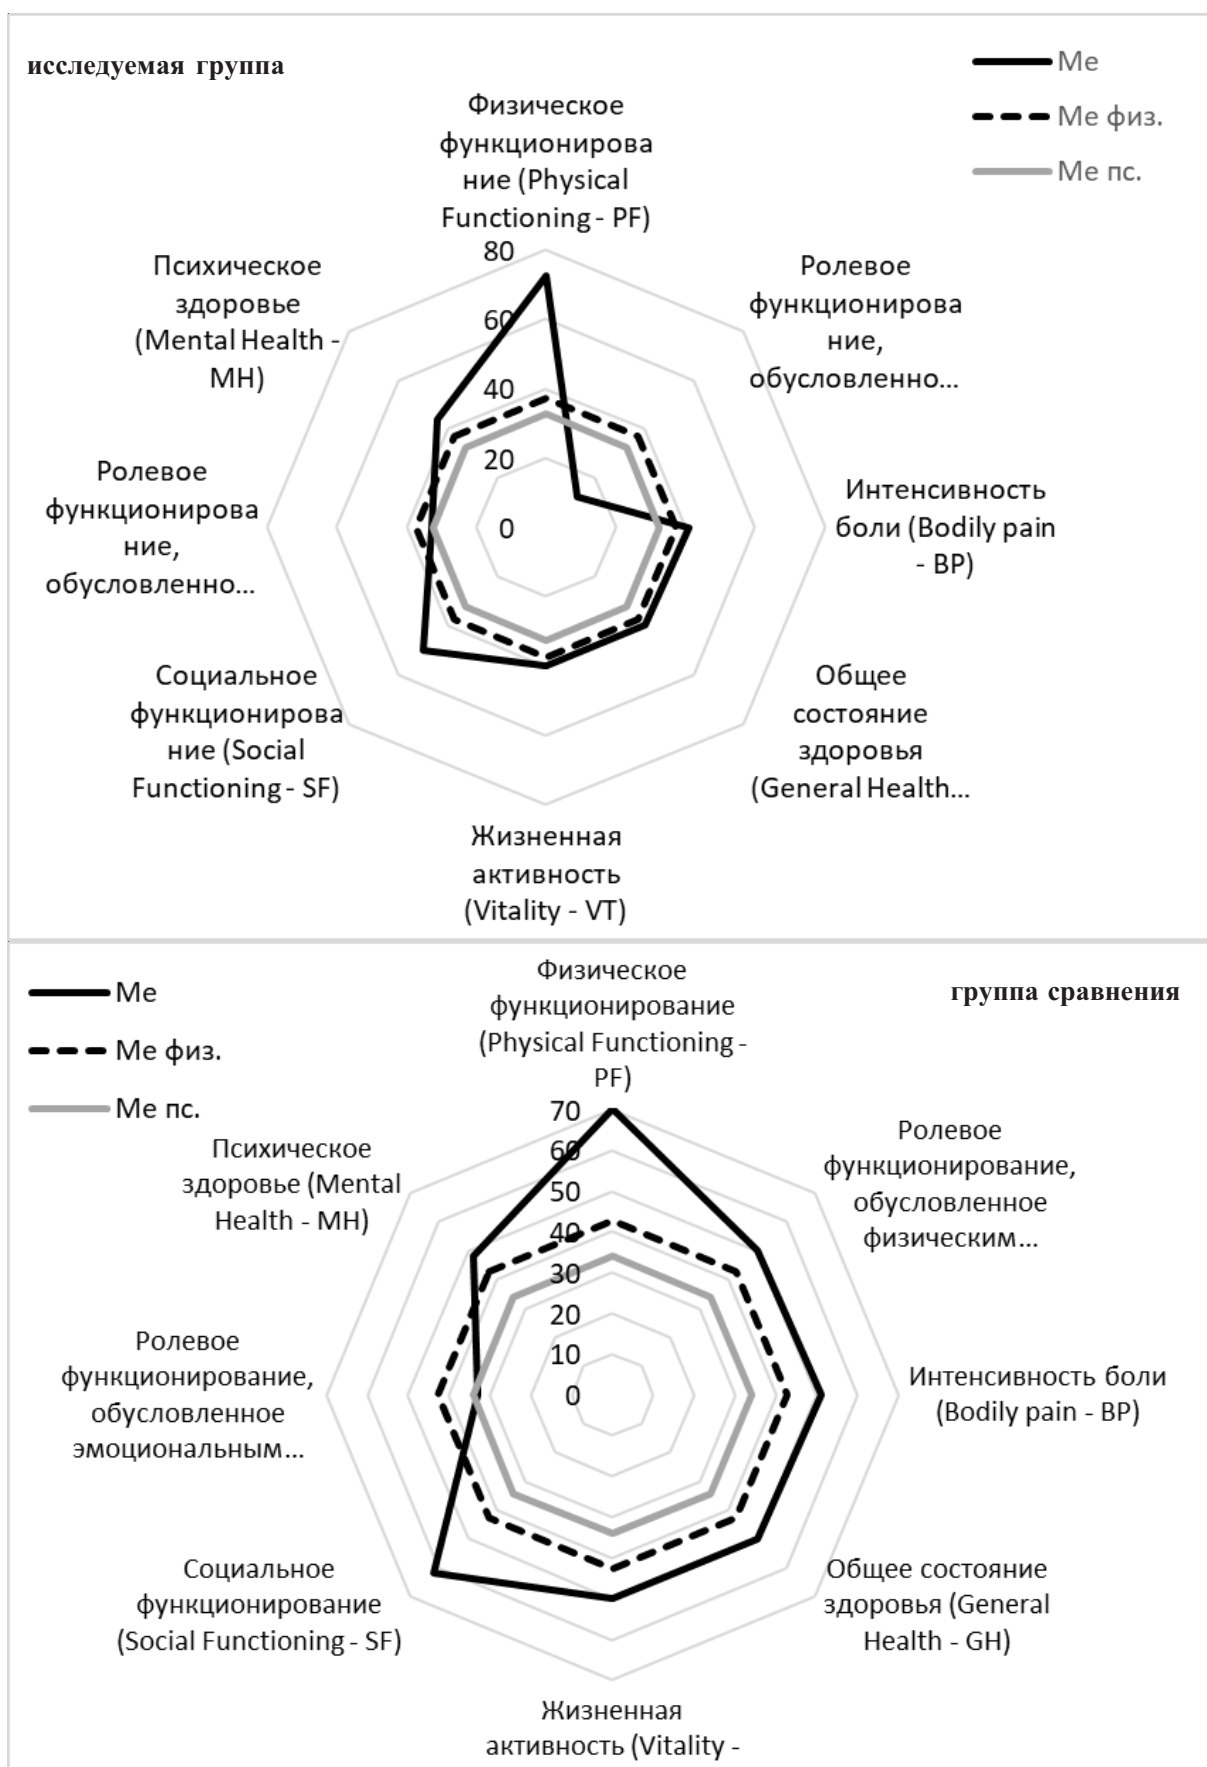 исследуемая группа
Me
Me физ.
Me пс.
Физическое
функционирова
ние (Physical
Functioning - PF)
Ролевое
функционирова
ние,
обусловленно...
Интенсивность
боли (Bodily pain
- BP)
Общее
состояние
здоровья
(General Health...
Жизненная
активность
(Vitality - VT)
Социальное
функционирова
ние (Social
Functioning - SF)
Ролевое
функционирова
ние,
обусловленно...
Психическое
здоровье
(Mental Health -
MH)
80
60
40
20
0
группа сравнения
Me
Me физ.
Me пс.
Физическое
функционирование
(Physical Functioning -
PF)
Ролевое
функционирование,
обусловленное
физическим...
Интенсивность боли
(Bodily pain - BP)
Общее состояние
здоровья (General
Health - GH)
Жизненная
активность (Vitality -
Социальное
функционирование
(Social Functioning - SF)
Ролевое
функционирование,
обусловленное
эмоциональным...
Психическое
здоровье (Mental
Health - MH)
70
60
50
40
30
20
10
0